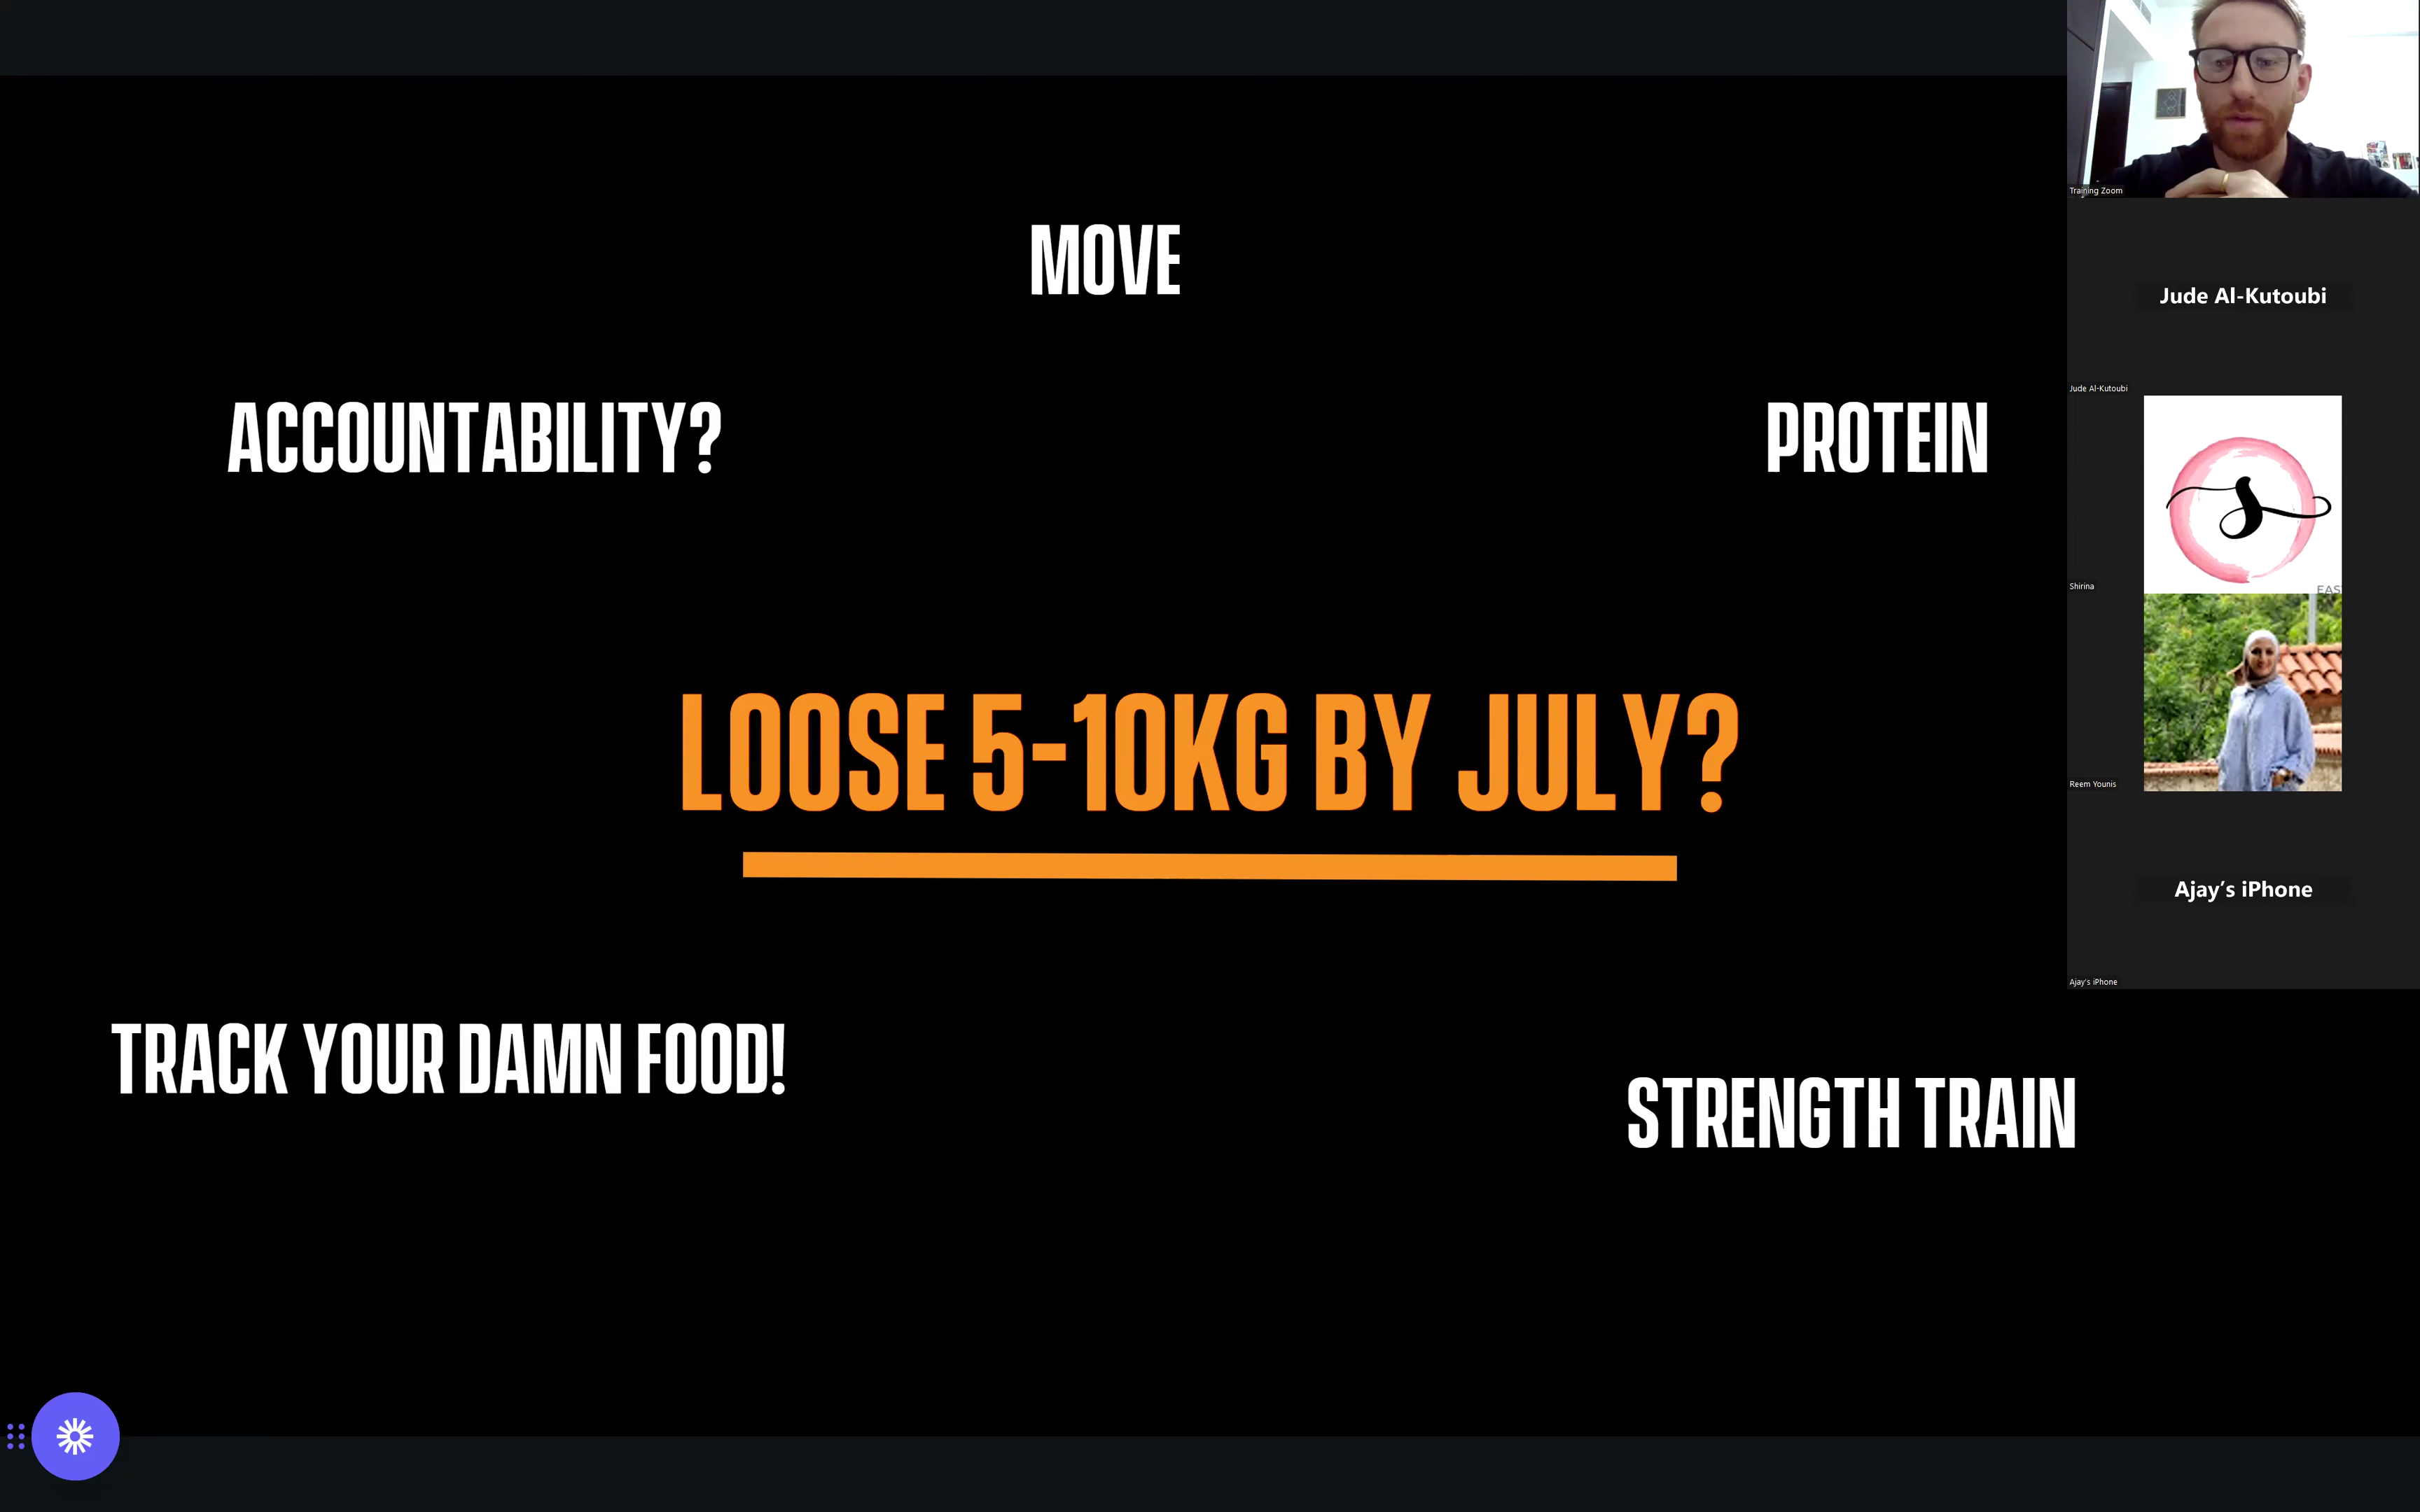 MOVE
ACCOUNTABILITY?
PROTEIN
LOOSE 5-10KG BY JULY?
TRACK YOUR DAMN FOOD!
STRENGTH TRAIN
Training Zoom
Jude Al-Kutoubi
Jude Al-Kutoubi
s
EAS
Shirina
Reem Younis
Ajay’s iPhone
Ajay's iPhone